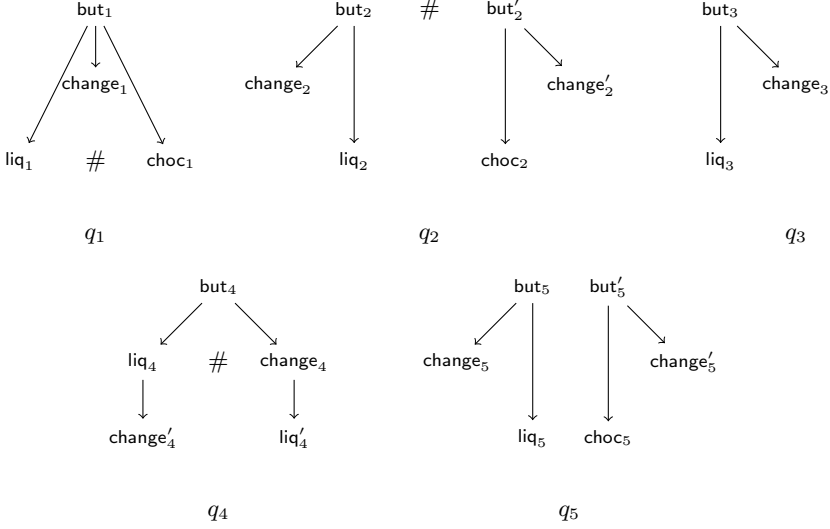 but₁ but₂ # but′₂ but₃
change₁ change₂ change′₂ change₃
liq₁ # choc₁ liq₂ choc₂ liq₃
q₁ q₂ q₃
but₄ but₅ but′₅
liq₄ # change₄ change₅ change′₅
change′₄ liq′₄ liq₅ choc₅
q₄ q₅